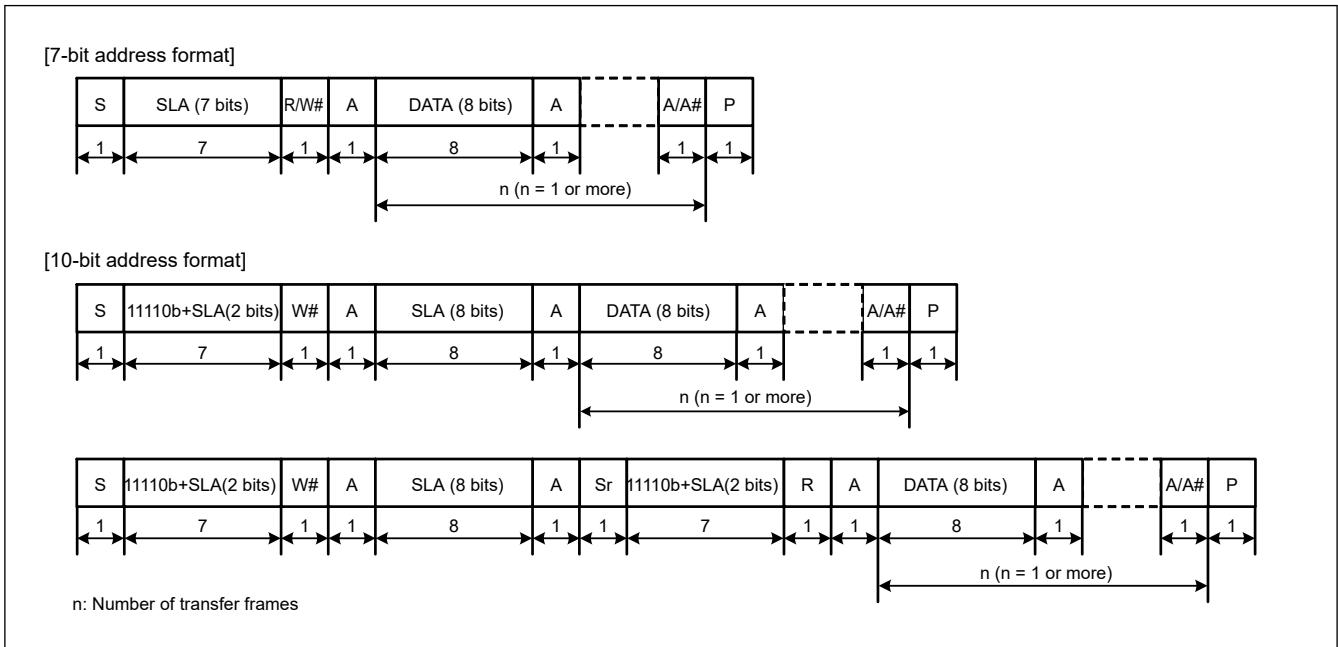 [7-bit address format]
S SLA (7 bits) R/W# A DATA (8 bits) A A/A# P
1 7 1 1 8 1 1 1
n (n = 1 or more)
[10-bit address format]
S 11110b+SLA(2 bits) W# A SLA (8 bits) A DATA (8 bits) A A/A# P
1 7 1 1 8 1 8 1 1 1
n (n = 1 or more)
S 11110b+SLA(2 bits) W# A SLA (8 bits) A Sr 11110b+SLA(2 bits) R A DATA (8 bits) A A/A# P
1 7 1 1 8 1 1 7 1 1 8 1 1 1
n (n = 1 or more)
n: Number of transfer frames